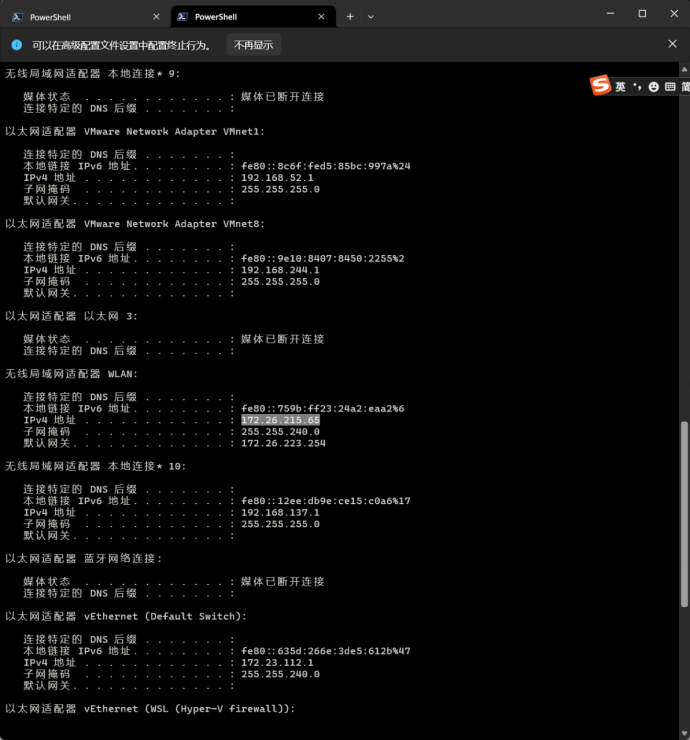 PowerShell
PowerShell
可以在高级配置文件设置中配置终止行为。 不再显示
无线局域网适配器 本地连接* 9:
媒体状态 . . . . . . . . . . . . : 媒体已断开连接
连接特定的 DNS 后缀 . . . . . . . :
以太网适配器 VMware Network Adapter VMnet1:
连接特定的 DNS 后缀 . . . . . . . :
本地链接 IPv6 地址. . . . . . . . : fe80::8c6f:fed5:85bc:997a%24
IPv4 地址 . . . . . . . . . . . . : 192.168.52.1
子网掩码 . . . . . . . . . . . . : 255.255.255.0
默认网关. . . . . . . . . . . . . :
以太网适配器 VMware Network Adapter VMnet8:
连接特定的 DNS 后缀 . . . . . . . :
本地链接 IPv6 地址. . . . . . . . : fe80::9e10:8407:8450:2255%2
IPv4 地址 . . . . . . . . . . . . : 192.168.244.1
子网掩码 . . . . . . . . . . . . : 255.255.255.0
默认网关. . . . . . . . . . . . . :
以太网适配器 以太网 3:
媒体状态 . . . . . . . . . . . . : 媒体已断开连接
连接特定的 DNS 后缀 . . . . . . . :
无线局域网适配器 WLAN:
连接特定的 DNS 后缀 . . . . . . . :
本地链接 IPv6 地址. . . . . . . . : fe80::759b:ff23:24a2:eaa2%6
IPv4 地址 . . . . . . . . . . . . : 172.26.215.65
子网掩码 . . . . . . . . . . . . : 255.255.240.0
默认网关. . . . . . . . . . . . . : 172.26.223.254
无线局域网适配器 本地连接* 10:
连接特定的 DNS 后缀 . . . . . . . :
本地链接 IPv6 地址. . . . . . . . : fe80::12ee:db9e:ce15:c0a6%17
IPv4 地址 . . . . . . . . . . . . : 192.168.137.1
子网掩码 . . . . . . . . . . . . : 255.255.255.0
默认网关. . . . . . . . . . . . . :
以太网适配器 蓝牙网络连接:
媒体状态 . . . . . . . . . . . . : 媒体已断开连接
连接特定的 DNS 后缀 . . . . . . . :
以太网适配器 vEthernet (Default Switch):
连接特定的 DNS 后缀 . . . . . . . :
本地链接 IPv6 地址. . . . . . . . : fe80::635d:266e:3de5:612b%47
IPv4 地址 . . . . . . . . . . . . : 172.23.112.1
子网掩码 . . . . . . . . . . . . : 255.255.240.0
默认网关. . . . . . . . . . . . . :
以太网适配器 vEthernet (WSL (Hyper-V firewall)):
S 英 简